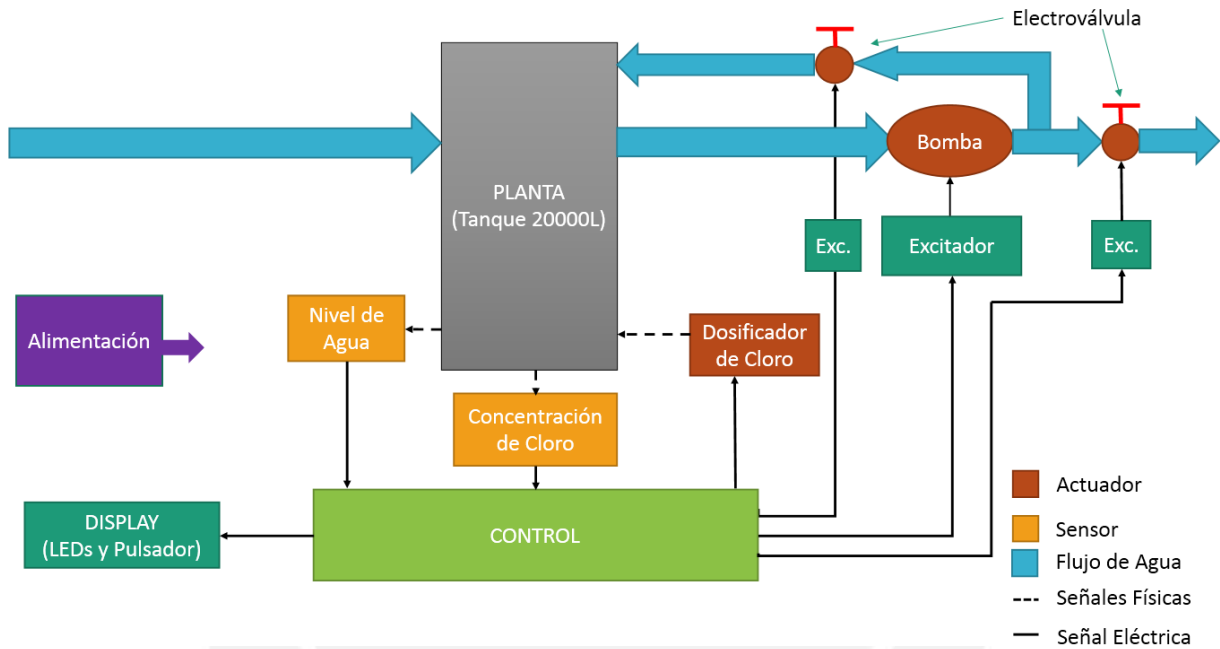 Electroválvula
Bomba
PLANTA
(Tanque 20000L)
Exc.
Excitador
Exc.
Alimentación
Nivel de
Agua
Dosificador
de Cloro
Concentración
de Cloro
DISPLAY
(LEDs y Pulsador)
CONTROL
Actuador
Sensor
Flujo de Agua
Señales Físicas
Señal Eléctrica